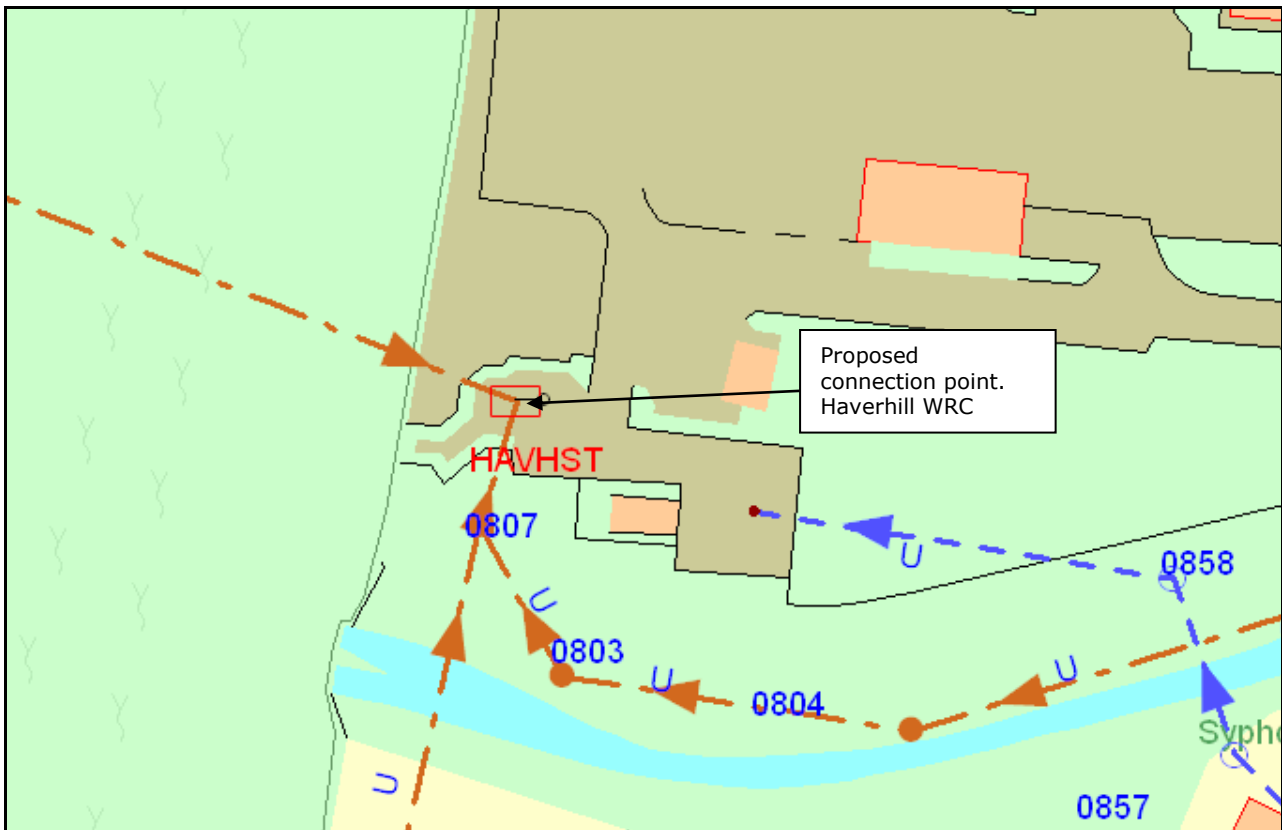 Proposed
connection point.
Haverhill WRC
HAVHST
0807
U
0858
U
0803
U
U
0804
U
0857